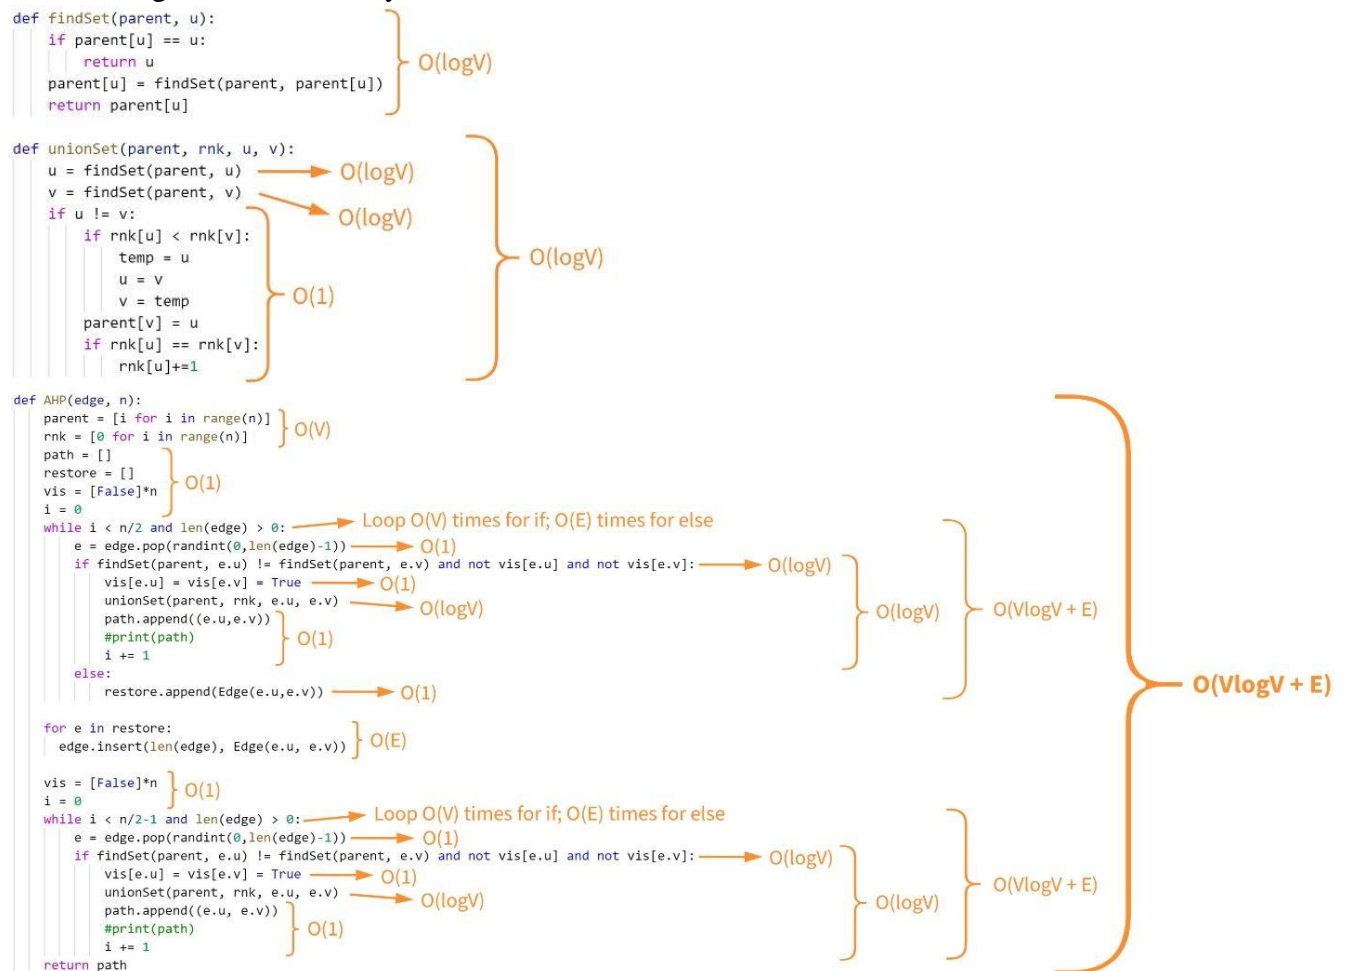 def findSet(parent, u):
if parent[u] == u:
return u
parent[u] = findSet(parent, parent[u])
return parent[u]
O(logV)
def unionSet(parent, rnk, u, v):
u = findSet(parent, u) O(logV)
v = findSet(parent, v) O(logV)
if u != v:
if rnk[u] < rnk[v]:
temp = u
u = v
v = temp
parent[v] = u
if rnk[u] == rnk[v]:
rnk[u]+=1
O(1)
O(logV)
def AHP(edge, n):
parent = [i for i in range(n)]
rnk = [0 for i in range(n)]
O(V)
path = []
restore = []
vis = [False]*n
i = 0
O(1)
while i < n/2 and len(edge) > 0: Loop O(V) times for if; O(E) times for else
e = edge.pop(randint(0,len(edge)-1)) O(1)
if findSet(parent, e.u) != findSet(parent, e.v) and not vis[e.u] and not vis[e.v]: O(logV)
vis[e.u] = vis[e.v] = True O(1)
unionSet(parent, rnk, e.u, e.v) O(logV)
path.append((e.u,e.v))
#print(path)
i += 1
O(1)
O(logV)
O(VlogV + E)
else:
restore.append(Edge(e.u,e.v)) O(1)
for e in restore:
edge.insert(len(edge), Edge(e.u, e.v))
O(E)
vis = [False]*n
i = 0
O(1)
while i < n/2-1 and len(edge) > 0: Loop O(V) times for if; O(E) times for else
e = edge.pop(randint(0,len(edge)-1)) O(1)
if findSet(parent, e.u) != findSet(parent, e.v) and not vis[e.u] and not vis[e.v]: O(logV)
vis[e.u] = vis[e.v] = True O(1)
unionSet(parent, rnk, e.u, e.v) O(logV)
path.append((e.u, e.v))
#print(path)
i += 1
O(1)
O(logV)
O(VlogV + E)
return path
O(VlogV + E)